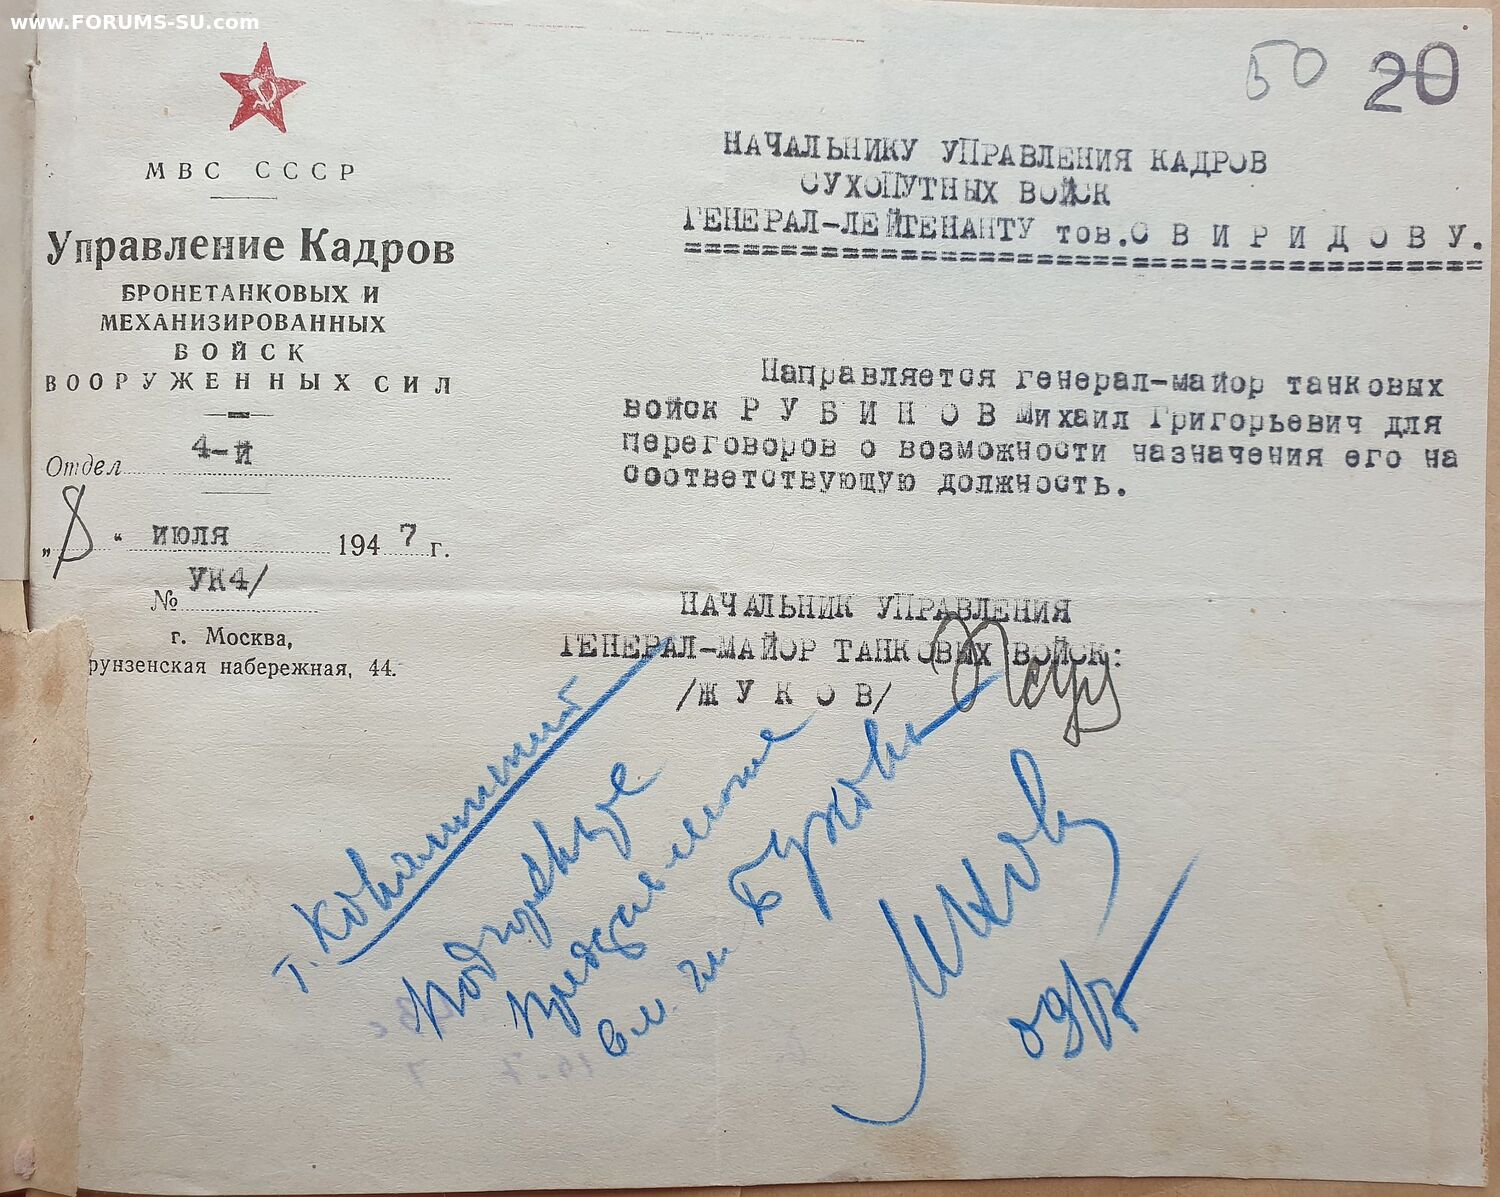 www.FORUMS-SU.com
50 20
МВС СССР
Управление Кадров
БРОНЕТАНКОВЫХ И
МЕХАНИЗИРОВАННЫХ
ВОЙСК
ВООРУЖЕННЫХ СИЛ
Отдел 4-й
„8“ июля 1947 г.
№ УК4/
г. Москва,
рунзенская набережная, 44.
НАЧАЛЬНИКУ УПРАВЛЕНИЯ КАДРОВ
СУХОПУТНЫХ ВОЙСК
ГЕНЕРАЛ-ЛЕЙТЕНАНТУ тов.С В И Р И Д О В У.
Направляется генерал-майор танковых
войск Р У Б И Н О В Михаил Григорьевич для
переговоров о возможности назначения его на
соответствующую должность.
НАЧАЛЬНИК УПРАВЛЕНИЯ
ГЕНЕРАЛ-МАЙОР ТАНКОВЫХ ВОЙСК:
/Ж У К О В/
т.